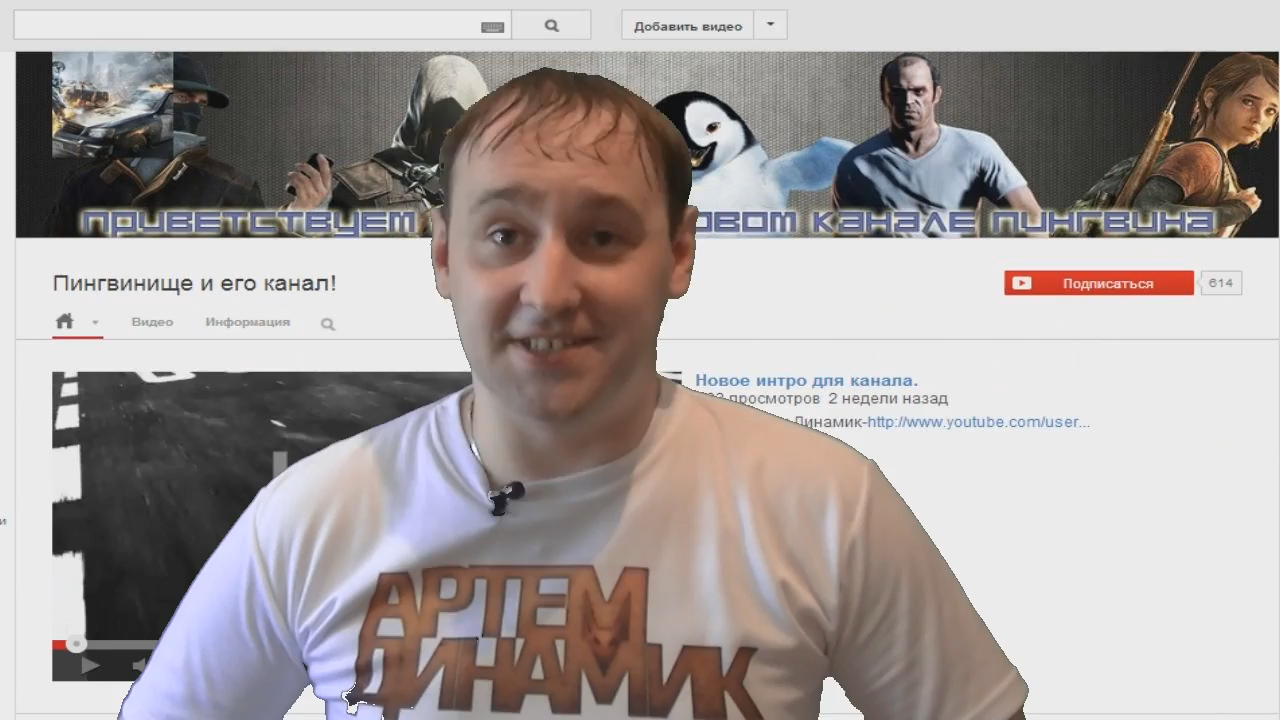 Добавить видео
ПРИВЕТСТВУЕМ
ОВОМ КАНАЛЕ ПИНГВИНА
Пингвинище и его канал!
Подписаться
614
Видео
Информация
Новое интро для канала.
просмотров 2 недели назад
Динамик-http://www.youtube.com/user...
АРТЕМ
ДИНАМИК